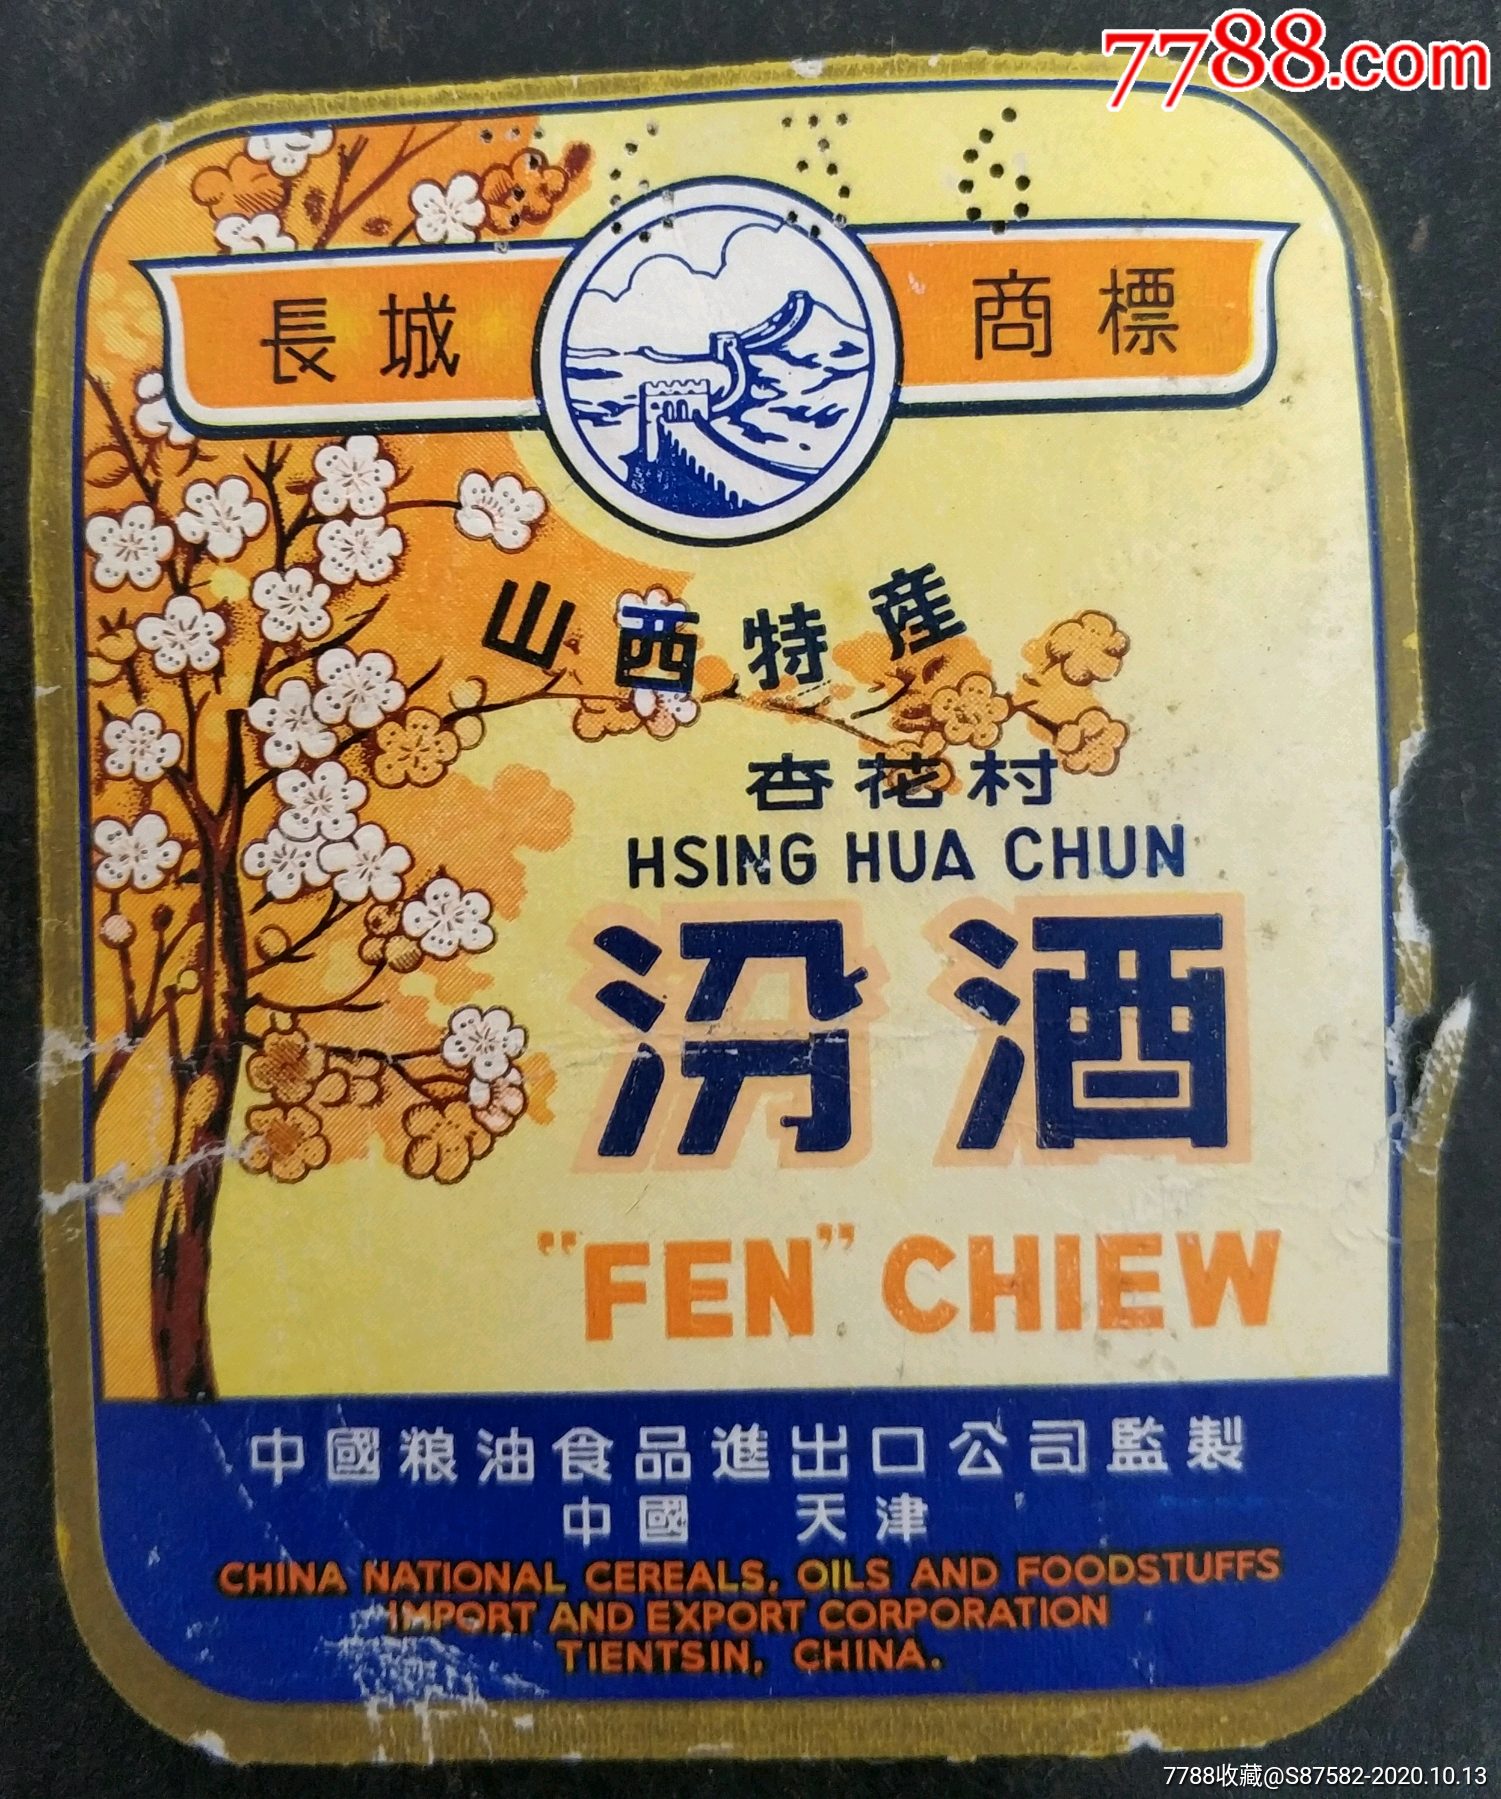 7788.com
長城 商標
山西特產
杏花村
HSING HUA CHUN
汾酒
"FEN" CHIEW
中國粮油食品進出口公司監製
中國 天津
CHINA NATIONAL CEREALS, OILS AND FOODSTUFFS
IMPORT AND EXPORT CORPORATION
TIENTSIN, CHINA.
7788收藏@S87582-2020.10.13